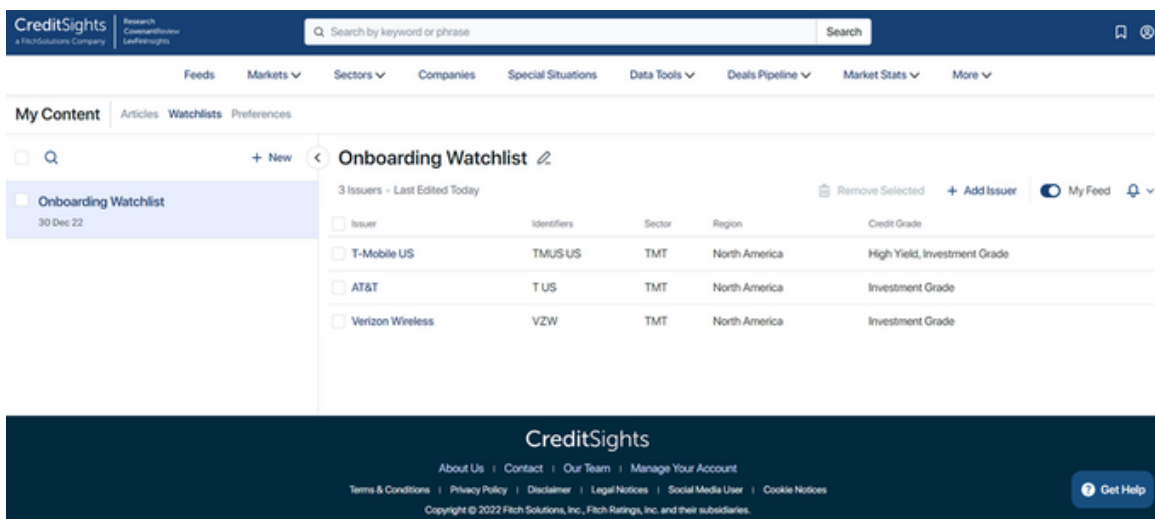 CreditSights
a FitchSolutions Company
Research
CovenantReview
LevFinInsights
Search by keyword or phrase
Search
Feeds Markets Sectors Companies Special Situations Data Tools Deals Pipeline Market Stats More
My Content Articles Watchlists Preferences
+ New
Onboarding Watchlist
30 Dec 22
Onboarding Watchlist
3 Issuers - Last Edited Today
Remove Selected + Add Issuer My Feed
Issuer Identifiers Sector Region Credit Grade
T-Mobile US TMUS US TMT North America High Yield, Investment Grade
AT&T T US TMT North America Investment Grade
Verizon Wireless VZW TMT North America Investment Grade
CreditSights
About Us | Contact | Our Team | Manage Your Account
Terms & Conditions | Privacy Policy | Disclaimer | Legal Notices | Social Media User | Cookie Notices
Copyright © 2022 Fitch Solutions, Inc., Fitch Ratings, Inc. and their subsidiaries.
Get Help